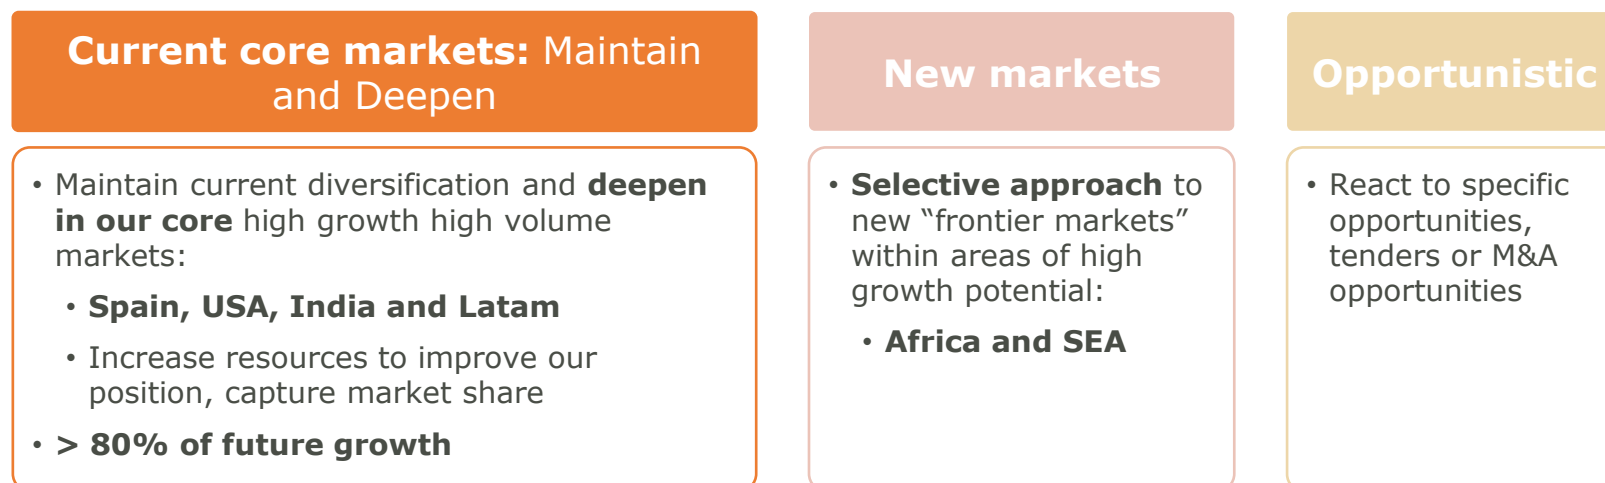 Current core markets: Maintain
and Deepen
• Maintain current diversification and deepen
in our core high growth high volume
markets:
• Spain, USA, India and Latam
• Increase resources to improve our
position, capture market share
• > 80% of future growth
New markets
• Selective approach to
new “frontier markets”
within areas of high
growth potential:
• Africa and SEA
Opportunistic
• React to specific
opportunities,
tenders or M&A
opportunities